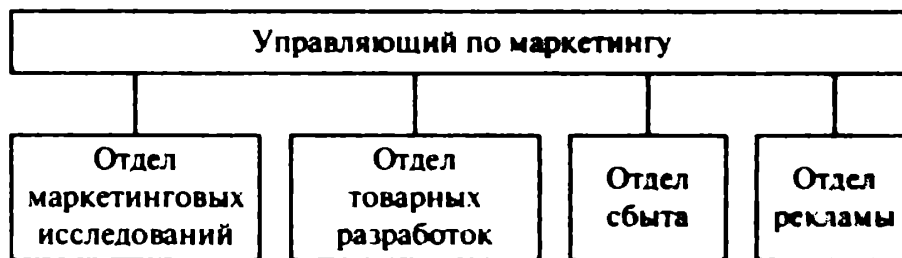 Управляющий по маркетингу
Отдел
маркетинговых
исследований
Отдел
товарных
разработок
Отдел
сбыта
Отдел
рекламы